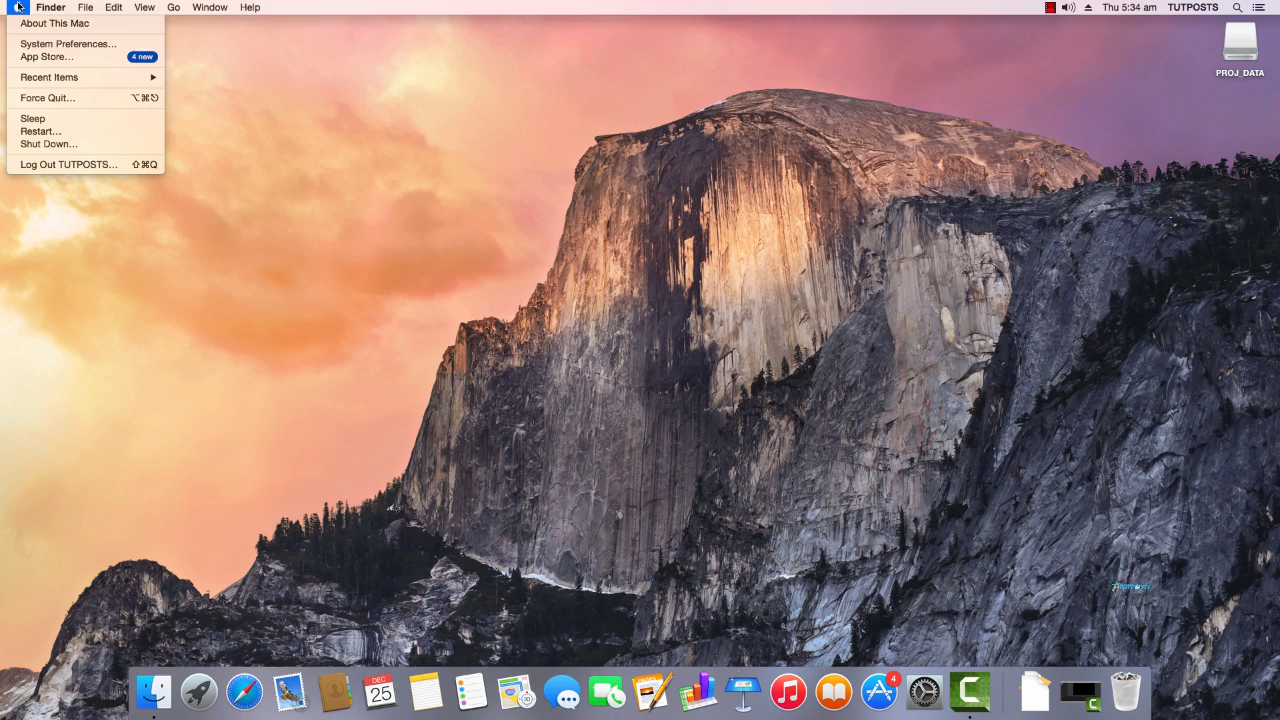 Finder File Edit View Go Window Help
Thu 5:34 am TUTPOSTS
About This Mac
System Preferences...
App Store... 4 new
Recent Items ▶
Force Quit... ⌥⌘⎋
Sleep
Restart...
Shut Down...
Log Out TUTPOSTS... ⇧⌘Q
PROJ_DATA
DEC
25
PAGES
4